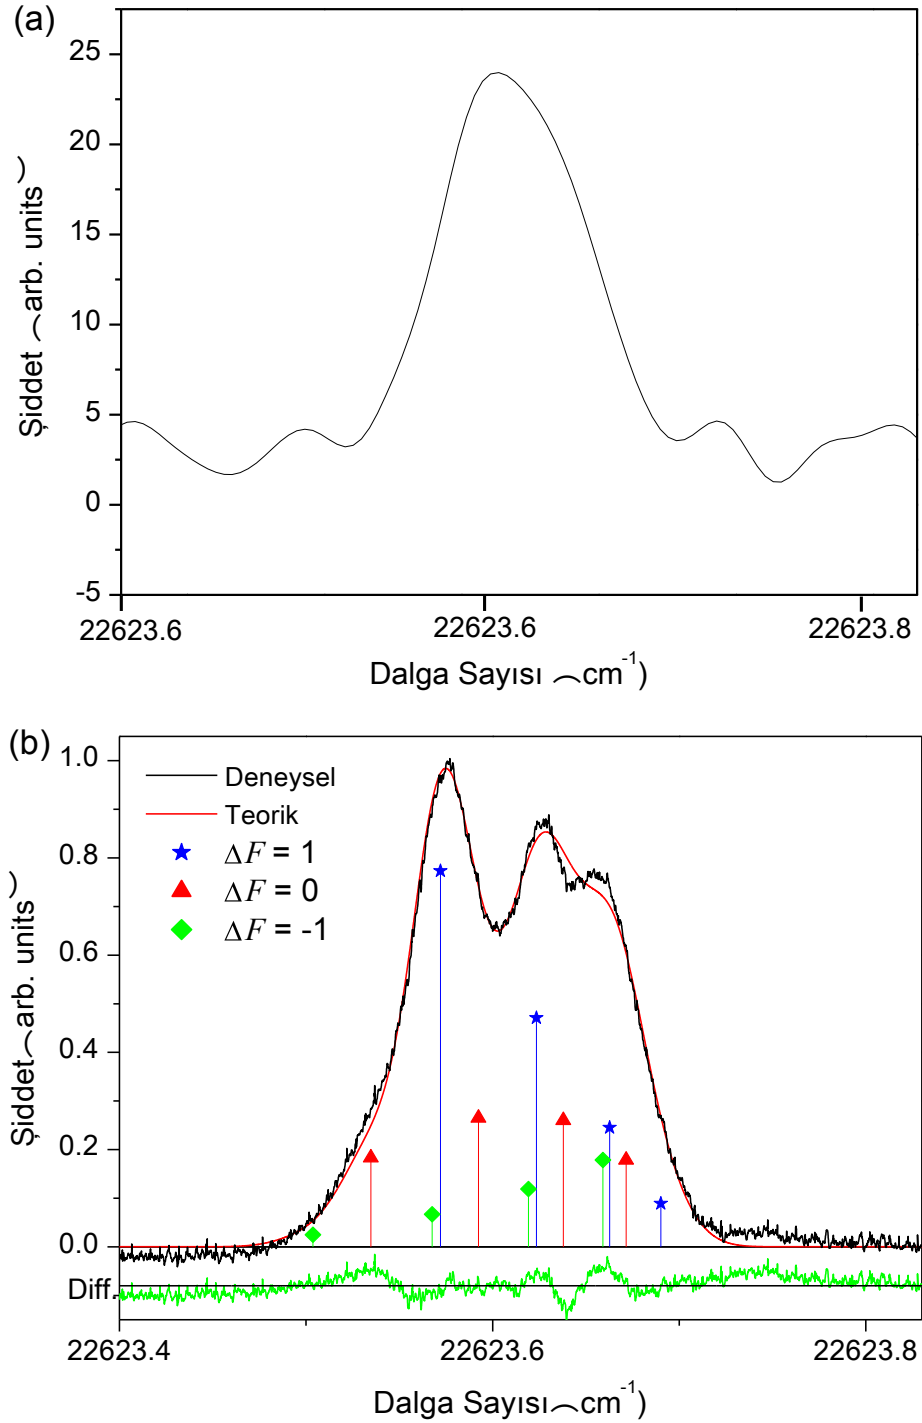 (a)
25
20
15
10
5
0
-5
Şiddet (arb. units)
22623.6
22623.6
22623.8
Dalga Sayısı (cm-1)
(b)
1.0
0.8
0.6
0.4
0.2
0.0
Diff.
Şiddet(arb. units)
Deneysel
Teorik
ΔF = 1
ΔF = 0
ΔF = -1
22623.4
22623.6
22623.8
Dalga Sayısı(cm-1)